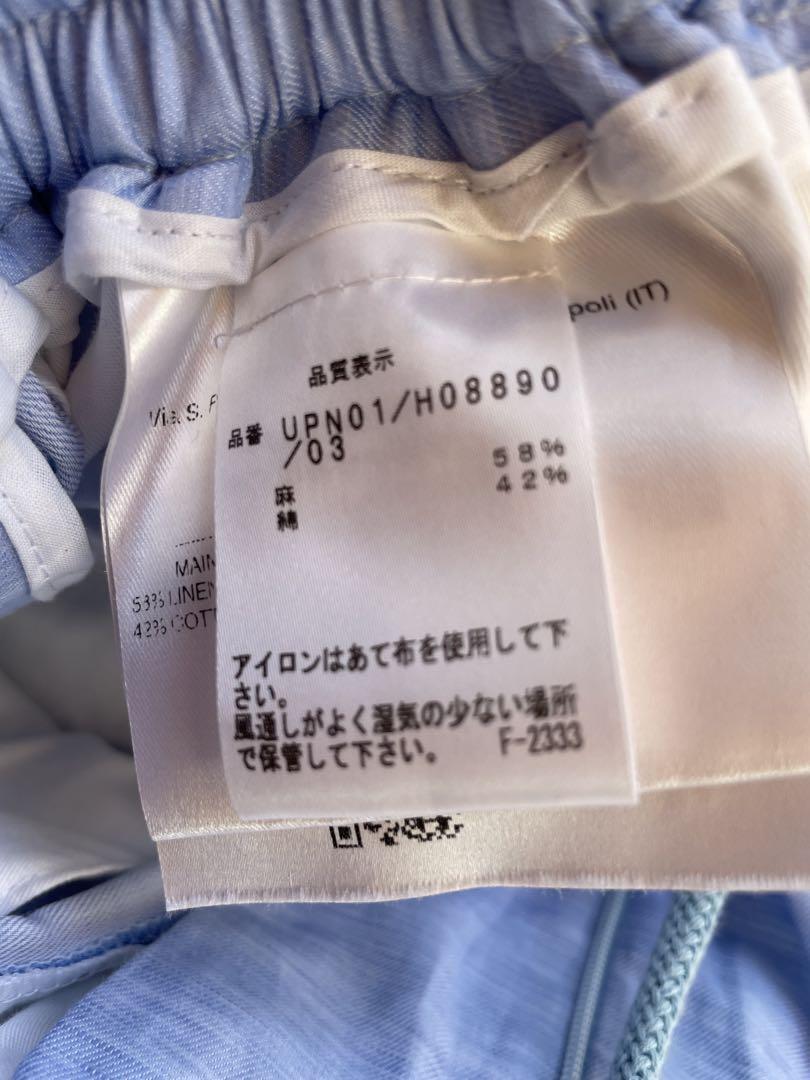 poli (IT)
Via S. F
品質表示
品番 UPN01/H08890
/03
麻 58%
綿 42%
MAIN
58% LINEN
42% COTT
アイロンはあて布を使用して下
さい。
風通しがよく湿気の少ない場所
で保管して下さい。 F-2333